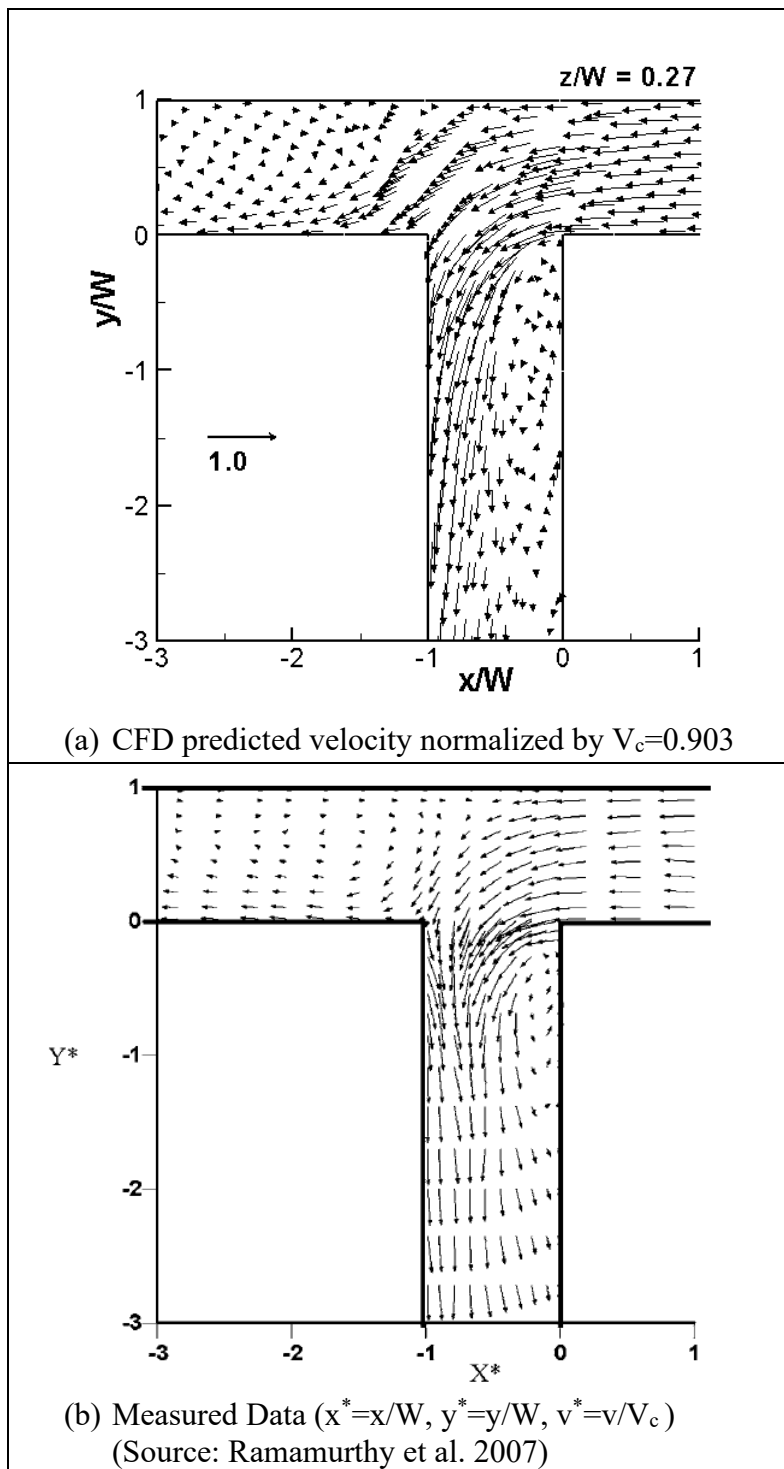 z/W = 0.27
1
0
-1
-2
-3
y/W
1.0
-3
-2
-1
0
1
x/W
(a) CFD predicted velocity normalized by Vc=0.903
1
0
-1
-2
-3
Y*
-3
-2
-1
0
1
X*
(b) Measured Data (x*=x/W, y*=y/W, v*=v/Vc )
(Source: Ramamurthy et al. 2007)